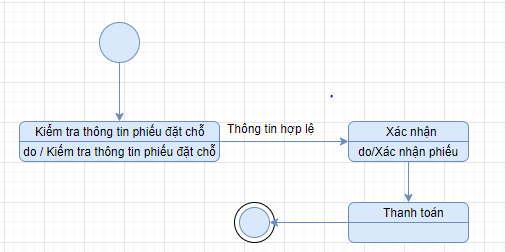 Kiểm tra thông tin phiếu đặt chỗ
do / Kiểm tra thông tin phiếu đặt chỗ
Thông tin hợp lệ
Xác nhận
do/Xác nhận phiếu
Thanh toán